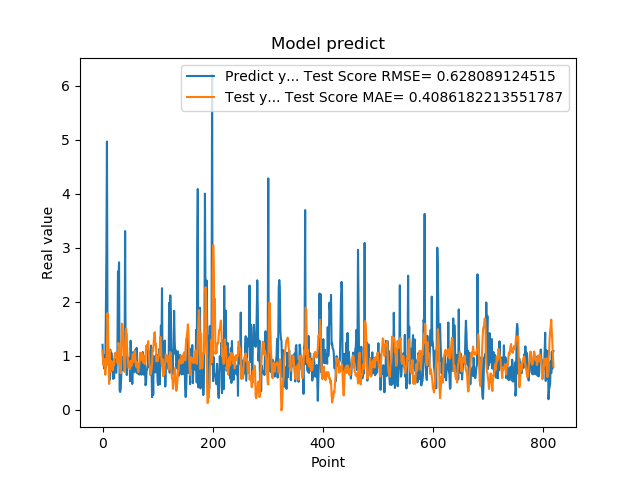 Model predict
Predict y... Test Score RMSE= 0.628089124515
Test y... Test Score MAE= 0.4086182213551787
Real value
6
5
4
3
2
1
0
0 200 400 600 800
Point